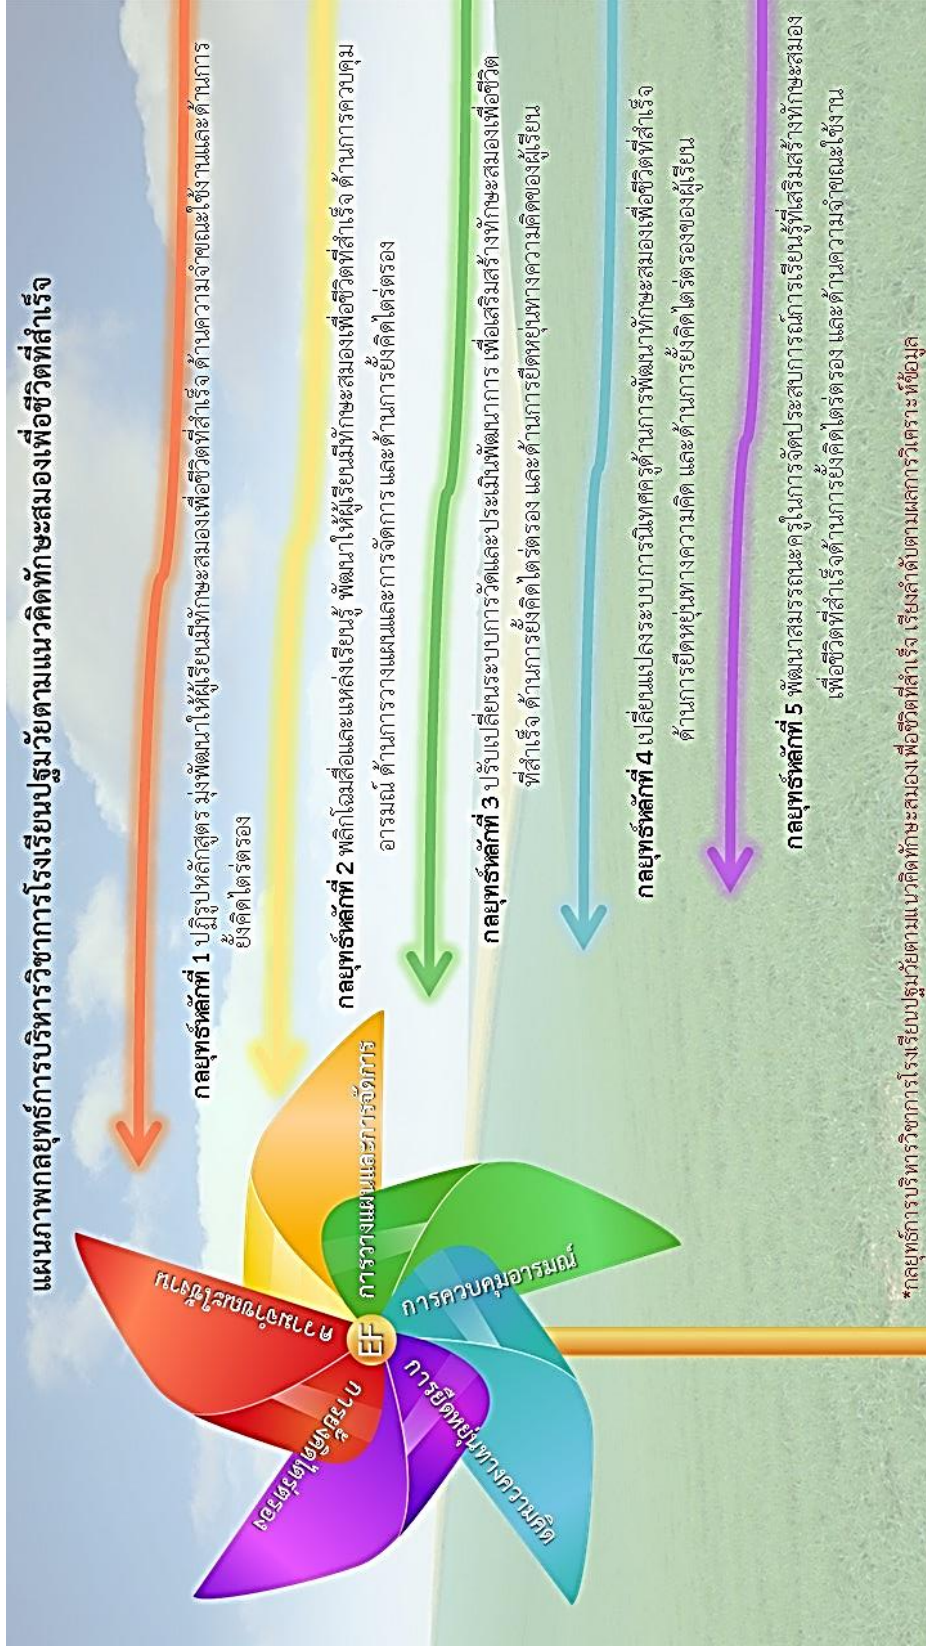 แผนภาพกลยุทธ์การบริหารวิชาการโรงเรียนปฐมวัยตามแนวคิดทักษะสมองเพื่อชีวิตที่สำเร็จ
กลยุทธ์หลักที่ 1 ปฏิรูปหลักสูตร มุ่งพัฒนาให้ผู้เรียนมีทักษะสมองเพื่อชีวิตที่สำเร็จ ด้านความจำขณะใช้งานและด้านการ
ยั้งคิดไตร่ตรอง
กลยุทธ์หลักที่ 2 พลิกโฉมสื่อและแหล่งเรียนรู้ พัฒนาให้ผู้เรียนมีทักษะสมองเพื่อชีวิตที่สำเร็จ ด้านการควบคุม
อารมณ์ ด้านการวางแผนและการจัดการ และด้านการยั้งคิดไตร่ตรอง
กลยุทธ์หลักที่ 3 ปรับเปลี่ยนระบบการวัดและประเมินพัฒนาการ เพื่อเสริมสร้างทักษะสมองเพื่อชีวิต
ที่สำเร็จ ด้านการยั้งคิดไตร่ตรอง และด้านการยืดหยุ่นทางความคิดของผู้เรียน
กลยุทธ์หลักที่ 4 เปลี่ยนแปลงระบบการนิเทศครูด้านการพัฒนาทักษะสมองเพื่อชีวิตที่สำเร็จ
ด้านการยืดหยุ่นทางความคิด และด้านการยั้งคิดไตร่ตรองของผู้เรียน
กลยุทธ์หลักที่ 5 พัฒนาสมรรถนะครูในการจัดประสบการณ์การเรียนรู้ที่เสริมสร้างทักษะสมอง
เพื่อชีวิตที่สำเร็จด้านการยั้งคิดไตร่ตรอง และด้านความจำขณะใช้งาน
ความจำขณะใช้งาน
การวางแผนและการจัดการ
การควบคุมอารมณ์
การยืดหยุ่นทางความคิด
การยั้งคิดไตร่ตรอง
EF
*กลยุทธ์การบริหารวิชาการโรงเรียนปฐมวัยตามแนวคิดทักษะสมองเพื่อชีวิตที่สำเร็จ เรียงลำดับตามผลการวิเคราะห์ข้อมูล